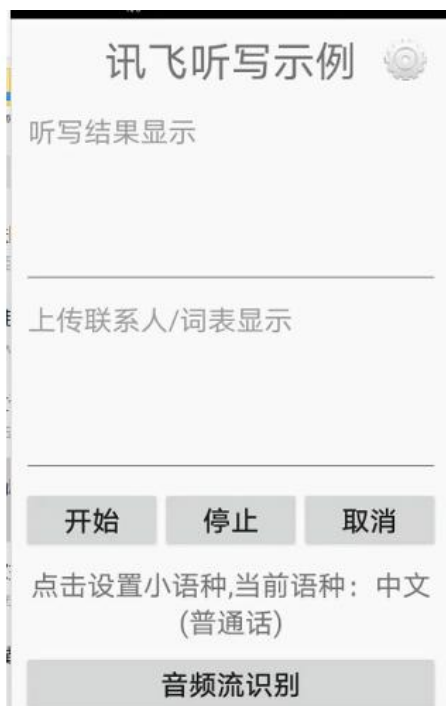 讯飞听写示例
听写结果显示
上传联系人/词表显示
开始 停止 取消
点击设置小语种,当前语种：中文
(普通话)
音频流识别